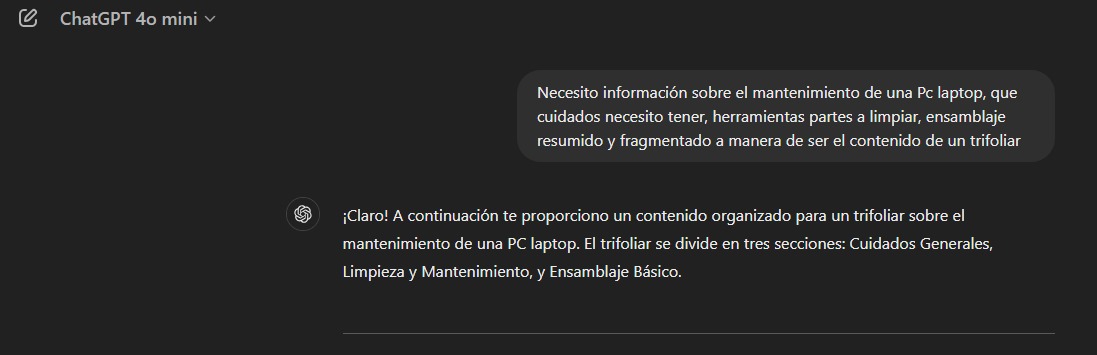 ChatGPT 4o mini
Necesito información sobre el mantenimiento de una Pc laptop, que
cuidados necesito tener, herramientas partes a limpiar, ensamblaje
resumido y fragmentado a manera de ser el contenido de un trifoliar
¡Claro! A continuación te proporciono un contenido organizado para un trifoliar sobre el
mantenimiento de una PC laptop. El trifoliar se divide en tres secciones: Cuidados Generales,
Limpieza y Mantenimiento, y Ensamblaje Básico.